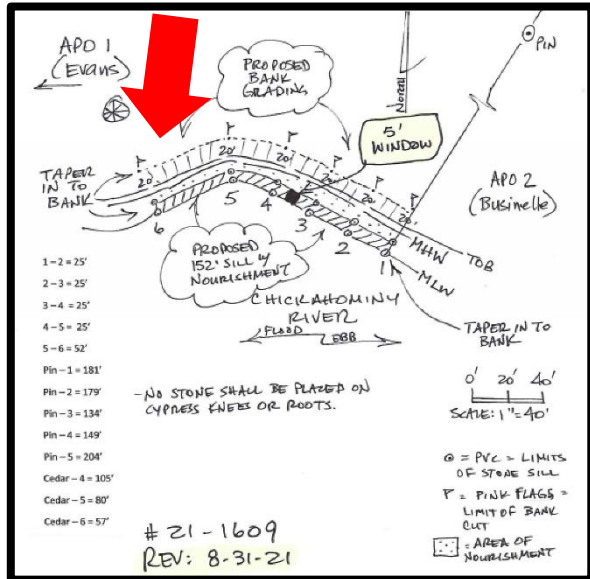 APO 1
(Evans)
PROPOSED
BANK
GRADING
NORTH
PIN
5'
WINDOW
TAPER
IN TO
BANK
20'
20'
20'
20'
APO 2
(Businelle)
6
5
4
3
2
1
MHW
TOB
MLW
PROPOSED
152' SILL W/
NOURISHMENT
CHICKAHOMINY
RIVER
FLOOD
EBB
TAPER IN TO
BANK
1-2 = 25'
2-3 = 25'
3-4 = 25'
4-5 = 25'
5-6 = 52'
Pin-1 = 181'
Pin-2 = 179'
Pin-3 = 134'
Pin-4 = 149'
Pin-5 = 204'
Cedar-4 = 105'
Cedar-5 = 80'
Cedar-6 = 57'
-NO STONE SHALL BE PLACED ON
CYPRESS KNEES OR ROOTS.
0' 20' 40'
SCALE: 1"=40'
= PVC = LIMITS
OF STONE SILL
= PINK FLAGS =
LIMIT OF BANK
CUT
= AREA OF
NOURISHMENT
# 21-1609
REV: 8-31-21